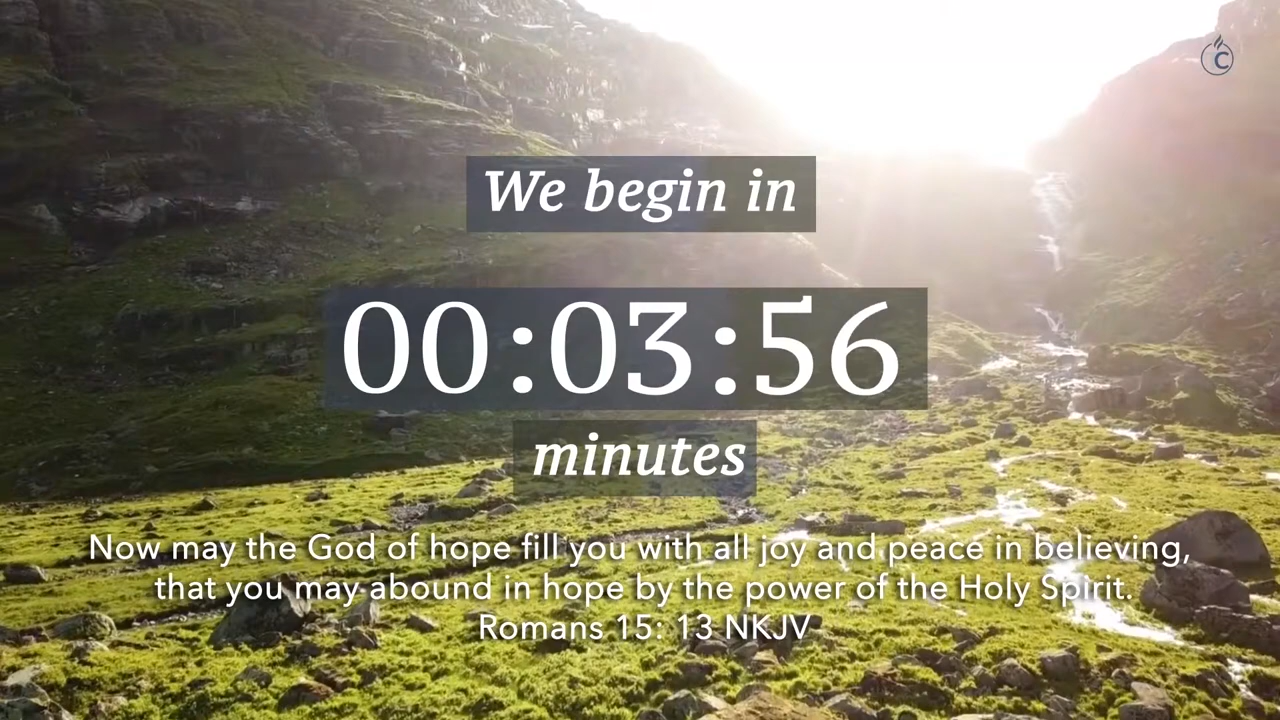 We begin in
00:03:56
minutes
Now may the God of hope fill you with all joy and peace in believing,
that you may abound in hope by the power of the Holy Spirit.
Romans 15: 13 NKJV
C